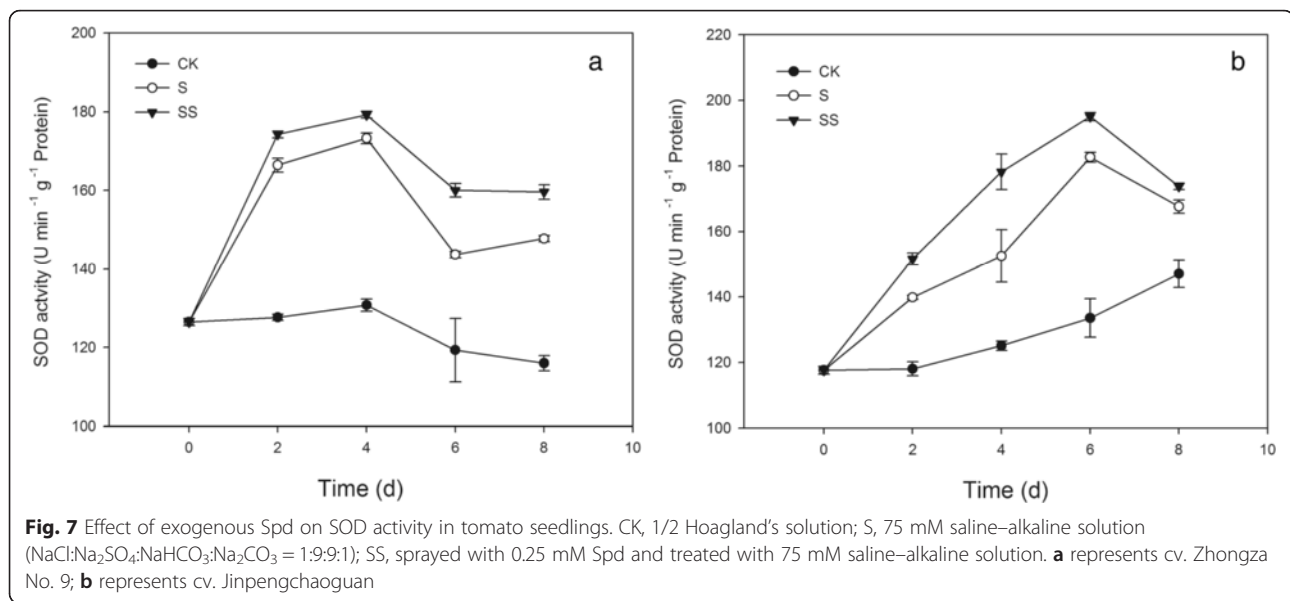 a
CK
S
SS
SOD actvity (U min ⁻¹ g⁻¹ Protein)
200
180
160
140
120
100
0 2 4 6 8 10
Time (d)
b
CK
S
SS
SOD activity (U min ⁻¹ g⁻¹ Protein)
220
200
180
160
140
120
100
0 2 4 6 8 10
Time (d)
Fig. 7 Effect of exogenous Spd on SOD activity in tomato seedlings. CK, 1/2 Hoagland's solution; S, 75 mM saline–alkaline solution
(NaCl:Na₂SO₄:NaHCO₃:Na₂CO₃ = 1:9:9:1); SS, sprayed with 0.25 mM Spd and treated with 75 mM saline–alkaline solution. a represents cv. Zhongza
No. 9; b represents cv. Jinpengchaoguan